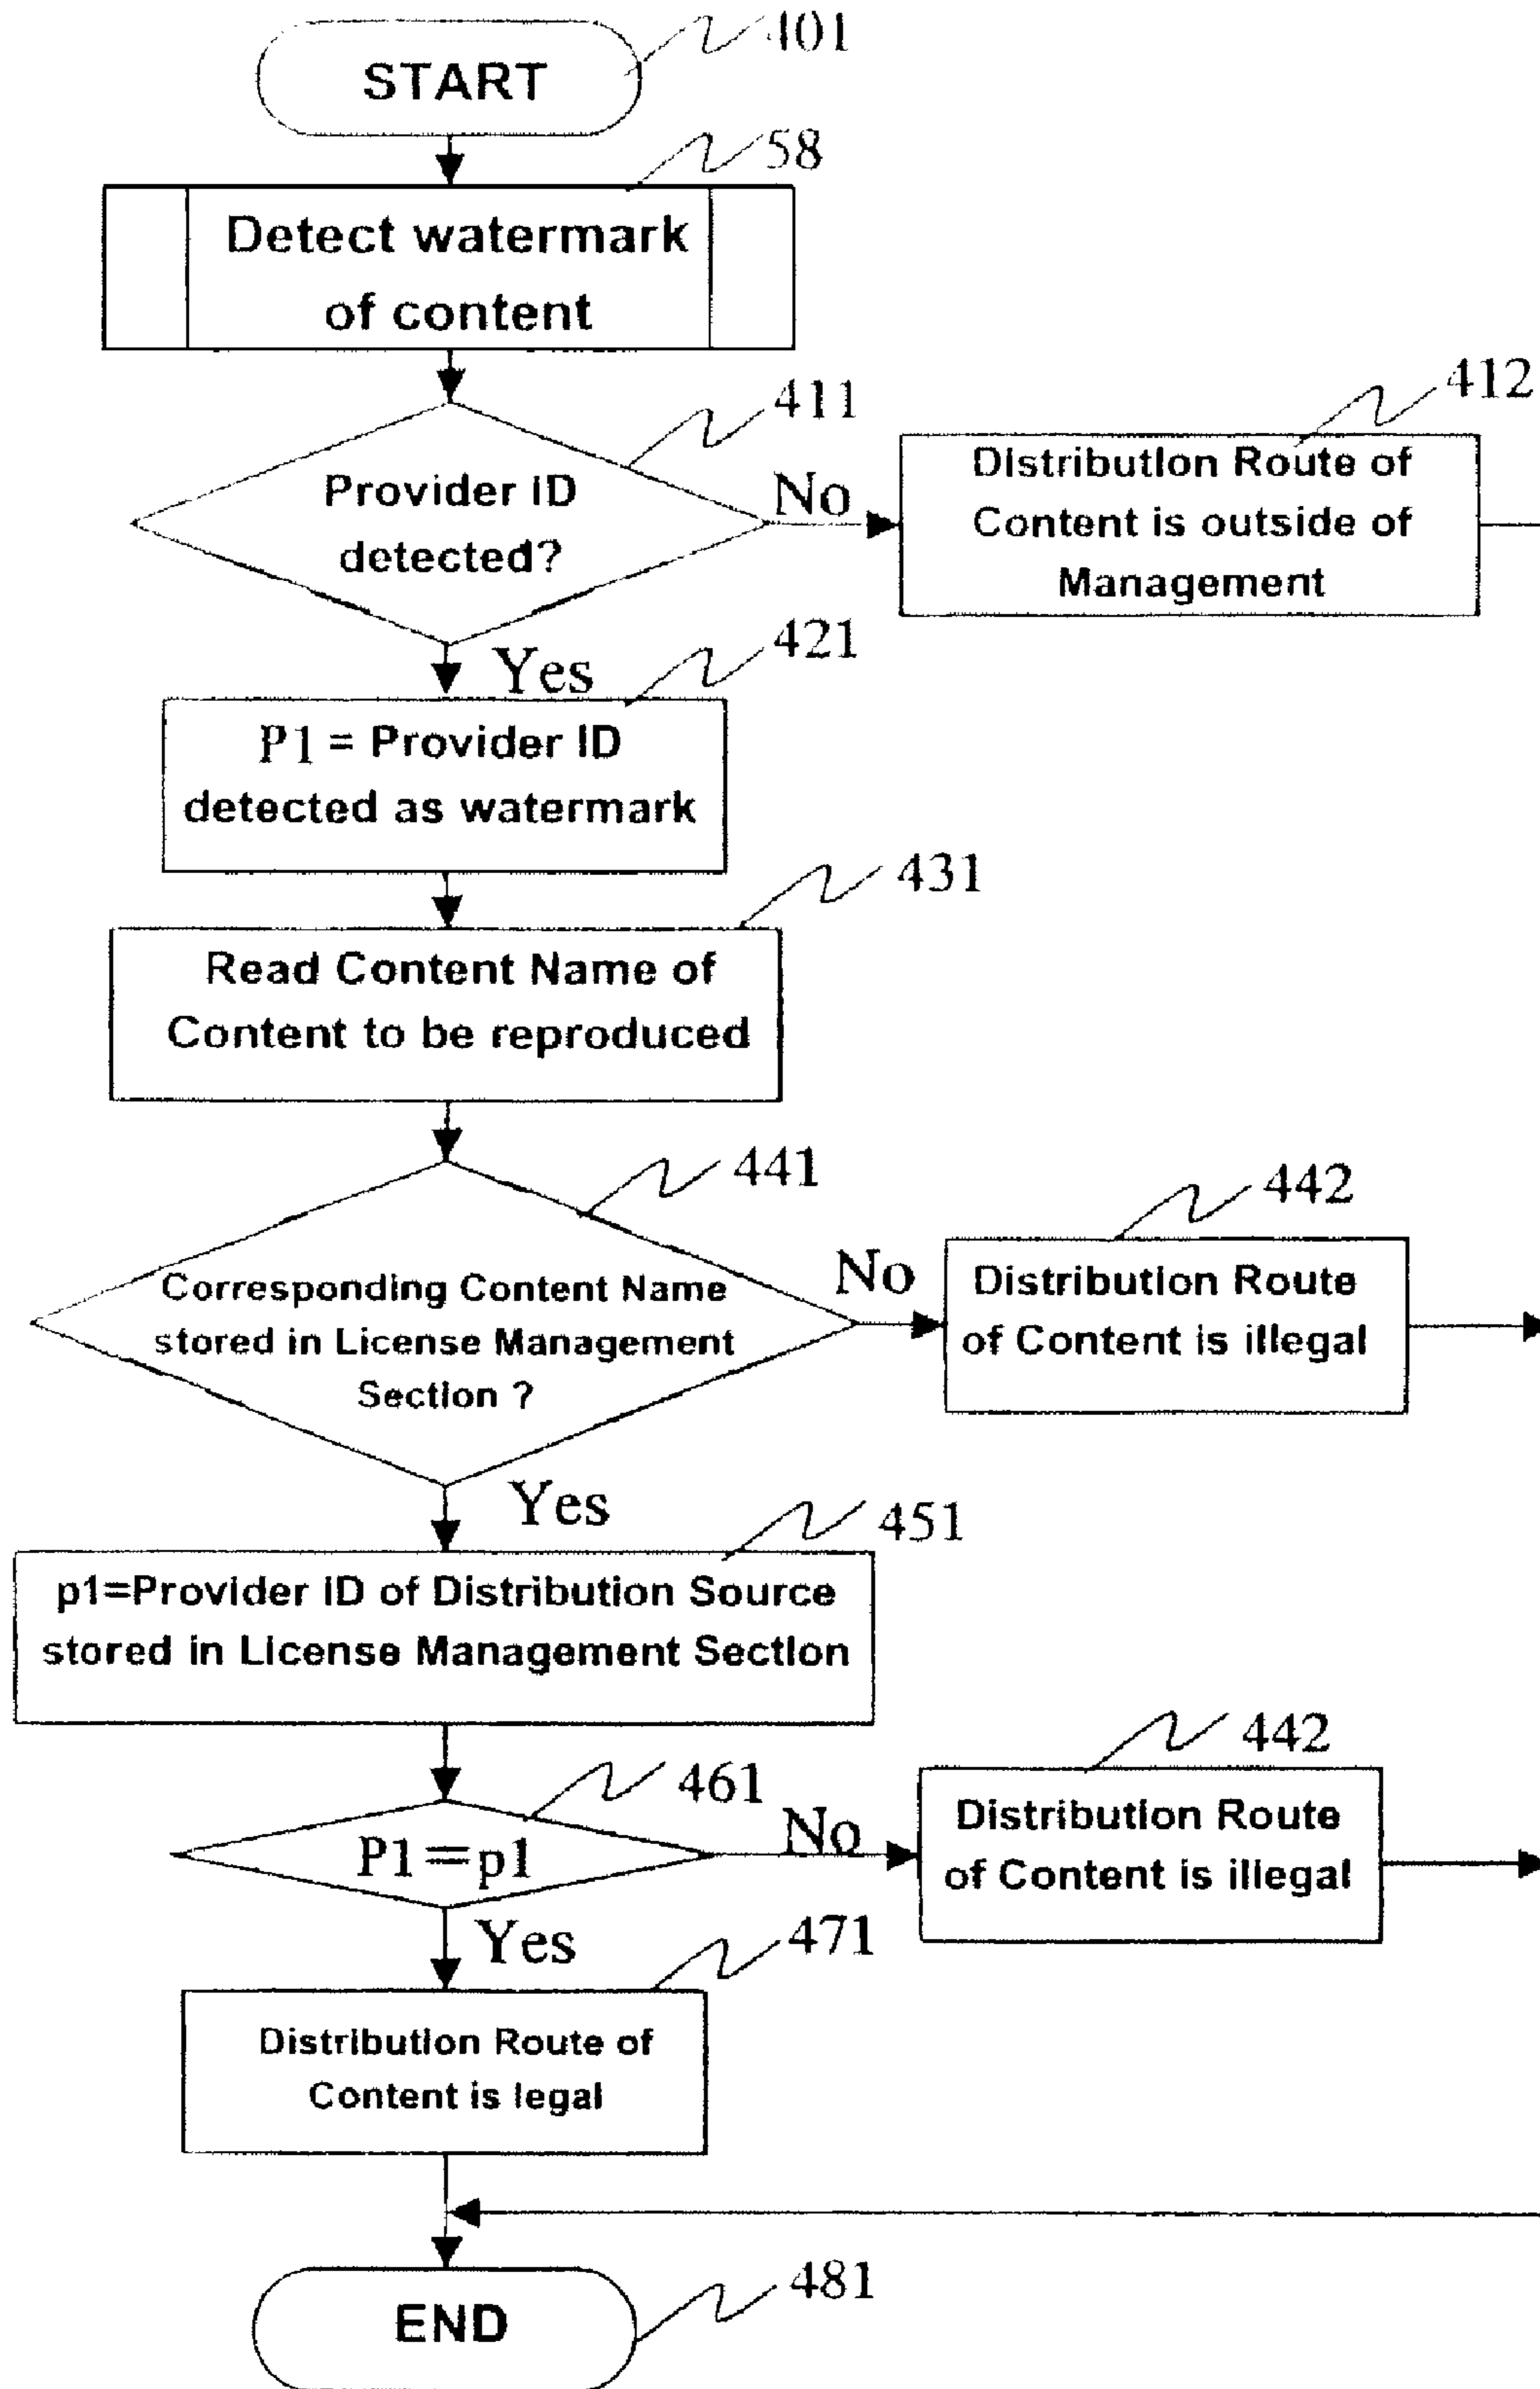 401
START
58
Detect watermark
of content
411
Provider ID
detected?
No
412
Distribution Route of
Content is outside of
Management
Yes
421
P1 = Provider ID
detected as watermark
431
Read Content Name of
Content to be reproduced
441
Corresponding Content Name
stored in License Management
Section ?
No
442
Distribution Route
of Content is illegal
Yes
451
p1=Provider ID of Distribution Source
stored in License Management Section
461
P1=p1
No
442
Distribution Route
of Content is illegal
Yes
471
Distribution Route of
Content is legal
END
481